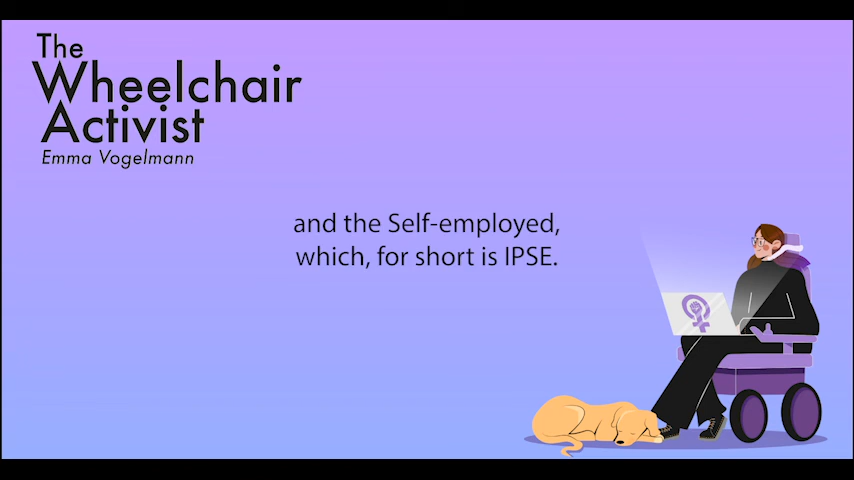 The
Wheelchair
Activist
Emma Vogelmann
and the Self-employed,
which, for short is IPSE.